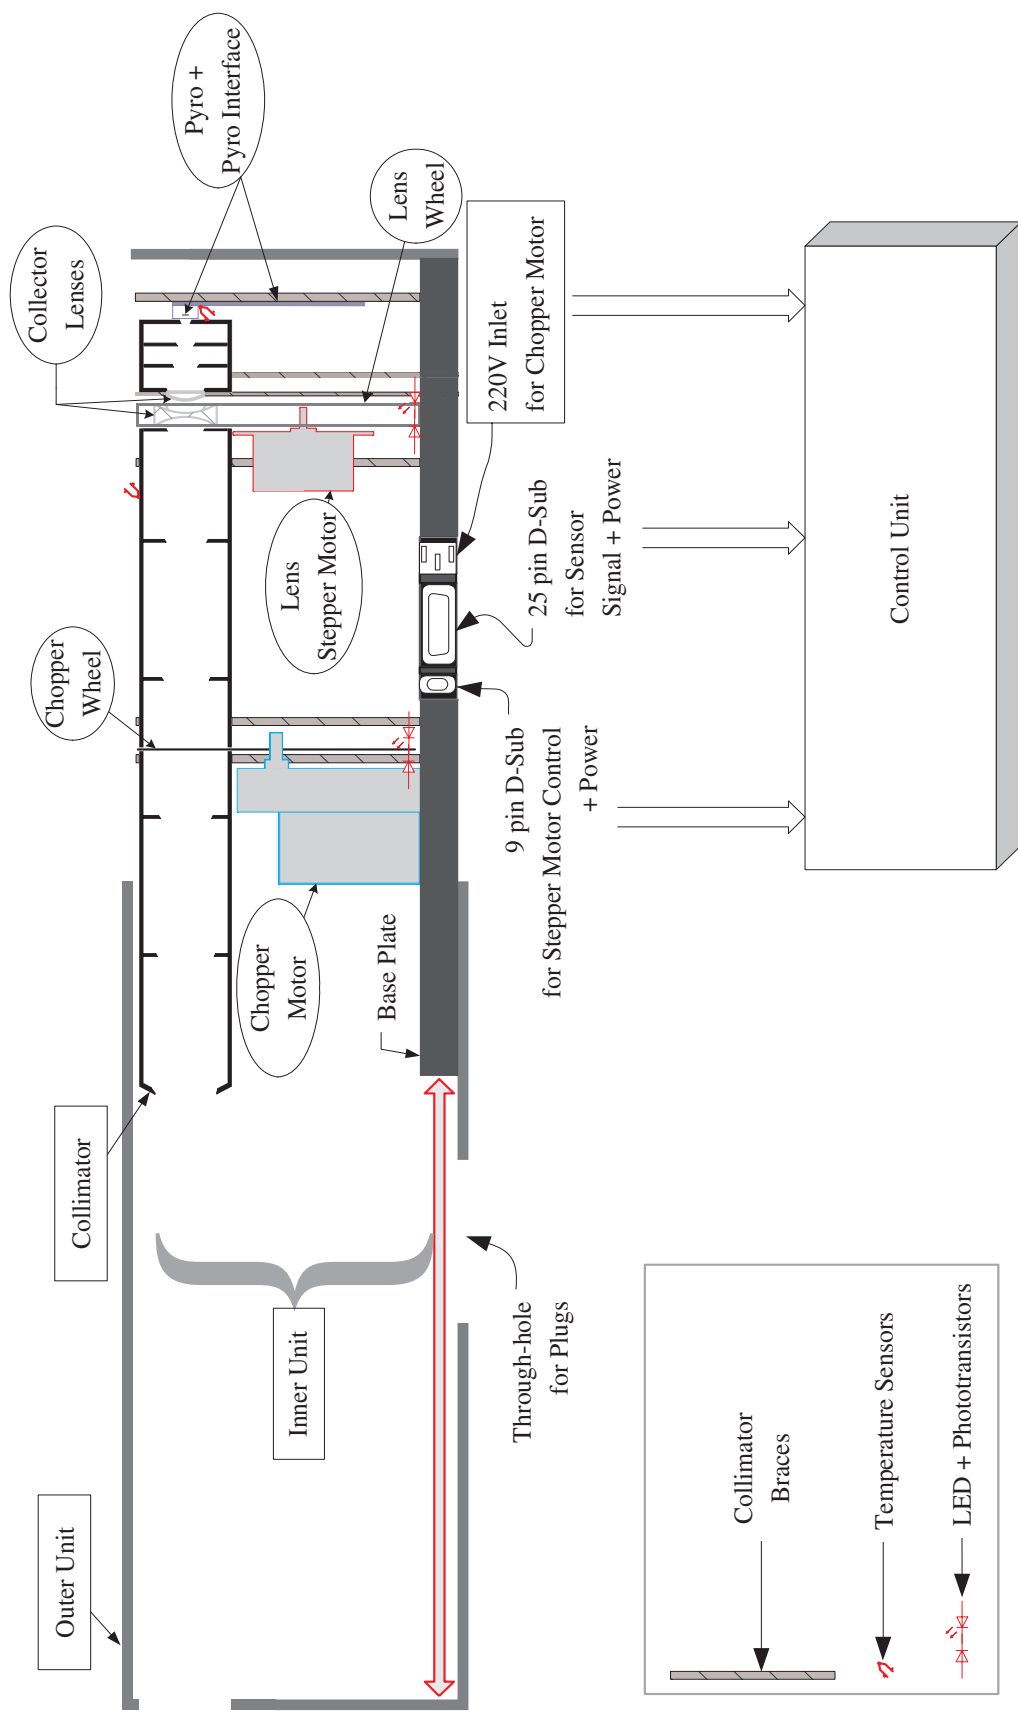 Outer Unit
Collimator
Chopper
Wheel
Collector
Lenses
Pyro +
Pyro Interface
Lens
Wheel
Inner Unit
Chopper
Motor
Lens
Stepper Motor
Base Plate
220V Inlet
for Chopper Motor
25 pin D-Sub
for Sensor
Signal + Power
9 pin D-Sub
for Stepper Motor Control
+ Power
Through-hole
for Plugs
Control Unit
Collimator
Braces
Temperature Sensors
LED + Phototransistors